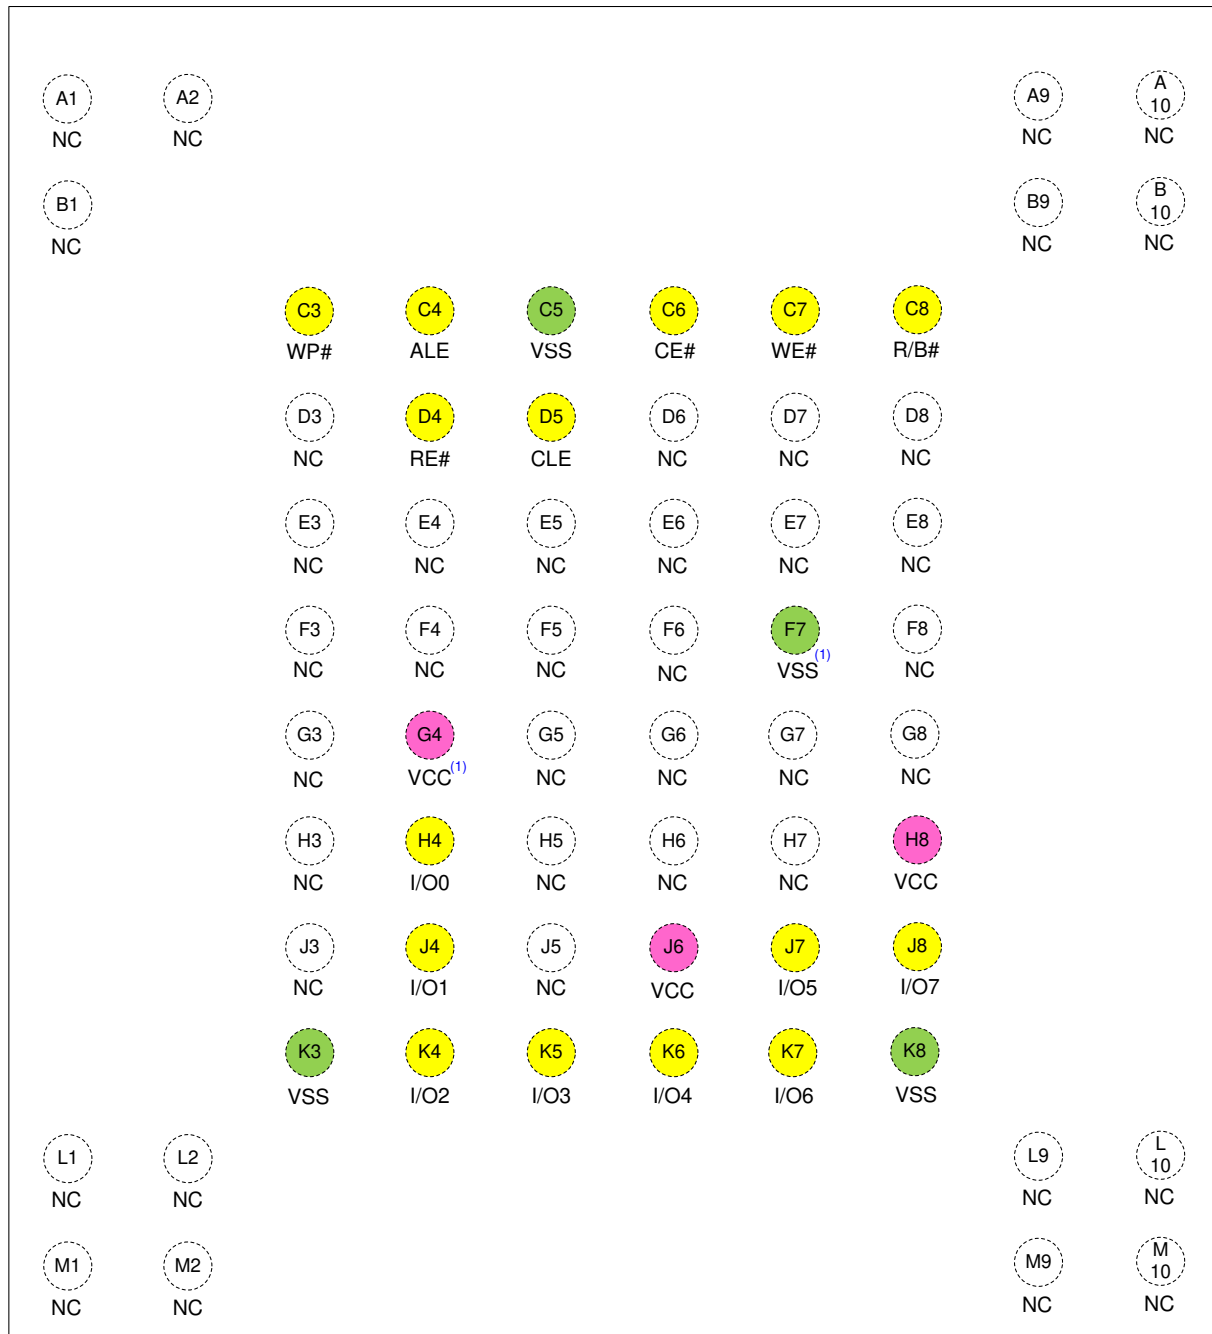 A1 A2 A9 A
10
NC NC NC NC
B1 B9 B
10
NC NC NC
C3 C4 C5 C6 C7 C8
WP# ALE VSS CE# WE# R/B#
D3 D4 D5 D6 D7 D8
NC RE# CLE NC NC NC
E3 E4 E5 E6 E7 E8
NC NC NC NC NC NC
F3 F4 F5 F6 F7 F8
NC NC NC NC VSS(1) NC
G3 G4 G5 G6 G7 G8
NC VCC(1) NC NC NC NC
H3 H4 H5 H6 H7 H8
NC I/O0 NC NC NC VCC
J3 J4 J5 J6 J7 J8
NC I/O1 NC VCC I/O5 I/O7
K3 K4 K5 K6 K7 K8
VSS I/O2 I/O3 I/O4 I/O6 VSS
L1 L2 L9 L
10
NC NC NC NC
M1 M2 M9 M
10
NC NC NC NC